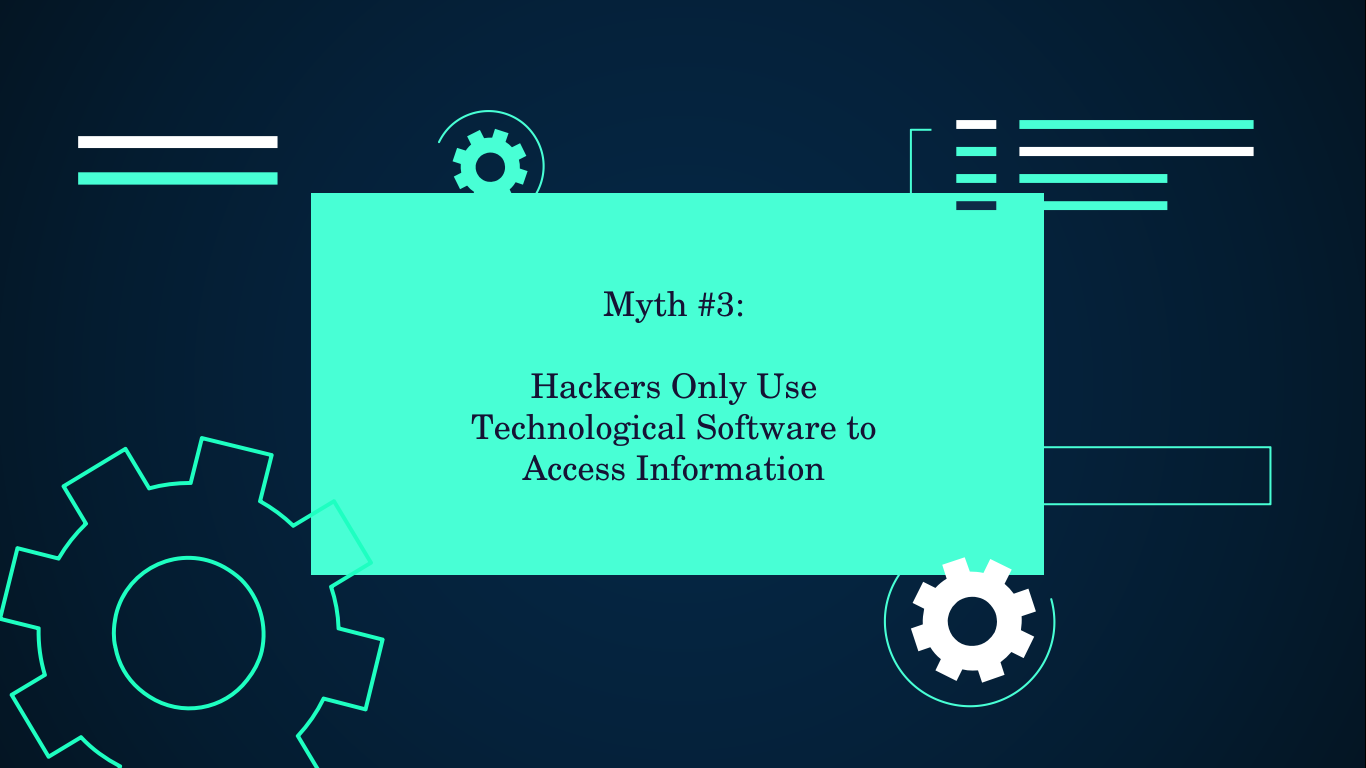 Myth #3:
Hackers Only Use
Technological Software to
Access Information